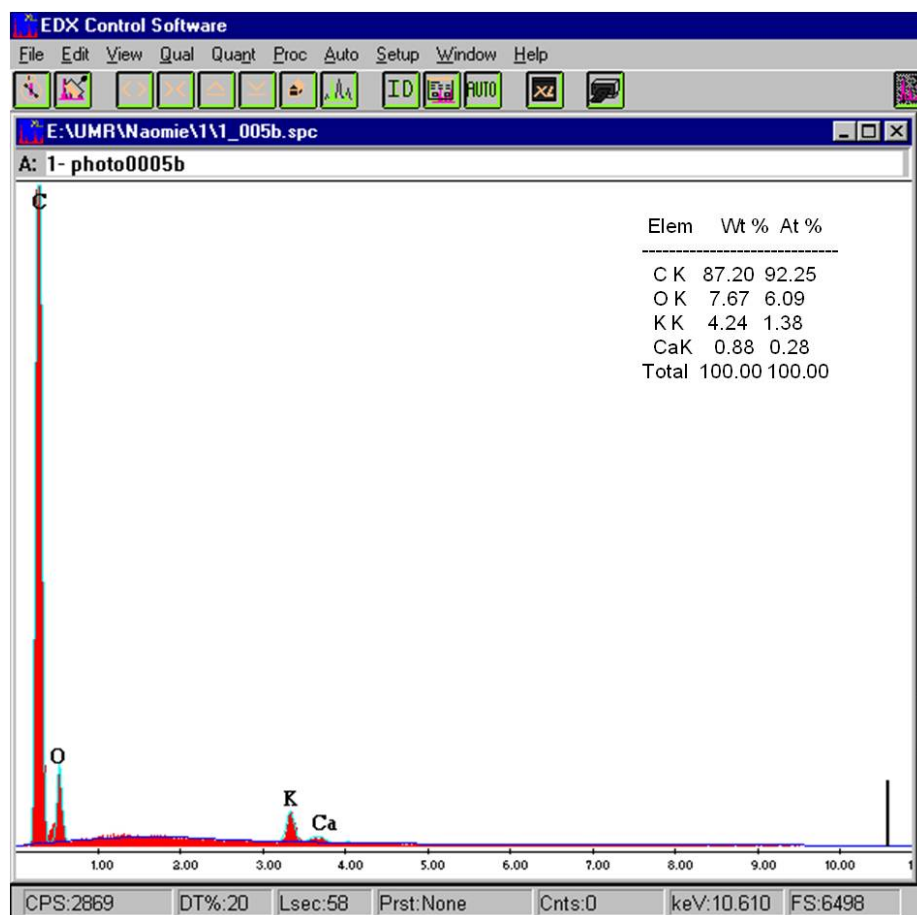 EDX Control Software
File Edit View Qual Quant Proc Auto Setup Window Help
ID AUTO XL
E:\UMR\Naomie\1\1_005b.spc
A: 1- photo0005b
C
Elem Wt % At %
-----------------------------
C K 87.20 92.25
O K 7.67 6.09
K K 4.24 1.38
CaK 0.88 0.28
Total 100.00 100.00
O
K
Ca
1.00 2.00 3.00 4.00 5.00 6.00 7.00 8.00 9.00 10.00 1
CPS:2869 DT%:20 Lsec:58 Prst:None Cnts:0 keV:10.610 FS:6498